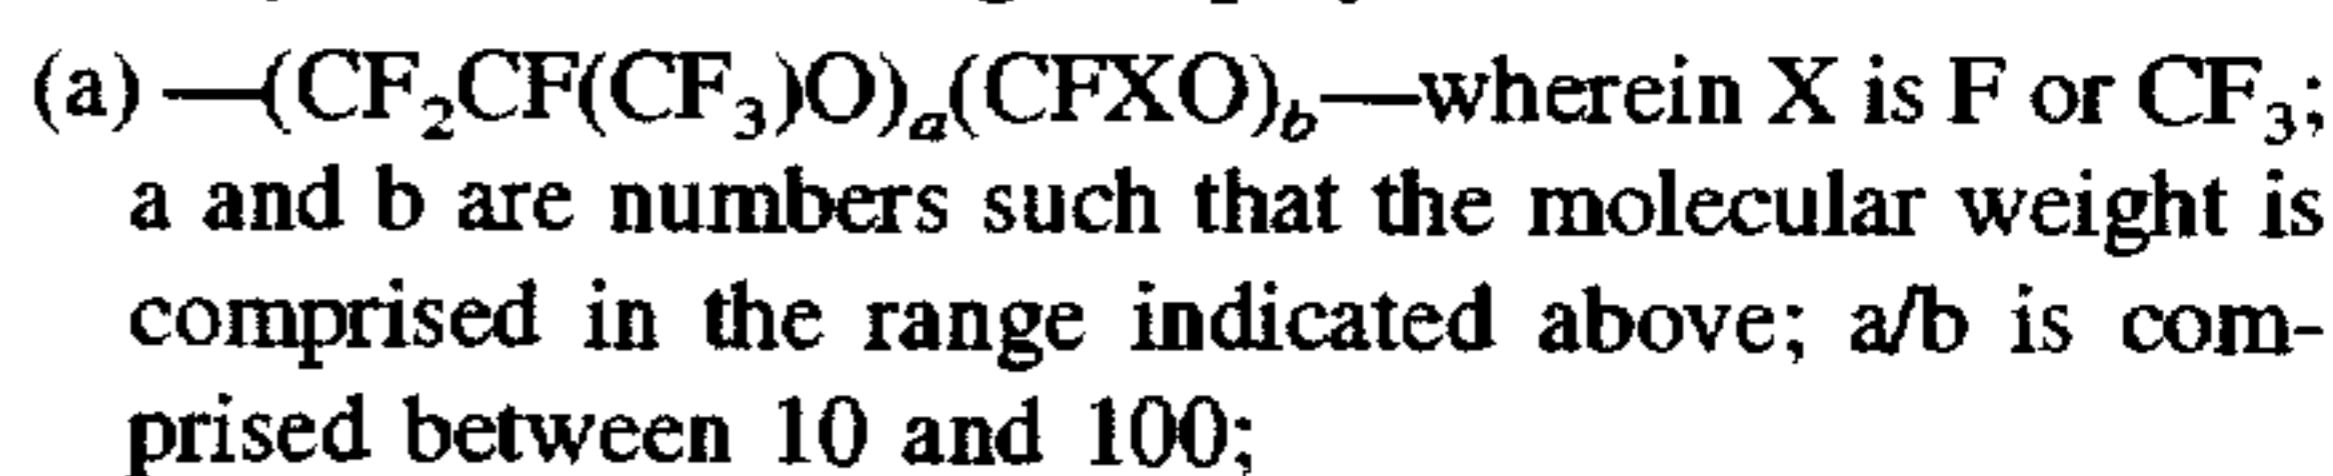 (a) —(CF₂CF(CF₃)O)ₐ(CFXO)_b—wherein X is F or CF₃;
a and b are numbers such that the molecular weight is
comprised in the range indicated above; a/b is com-
prised between 10 and 100;